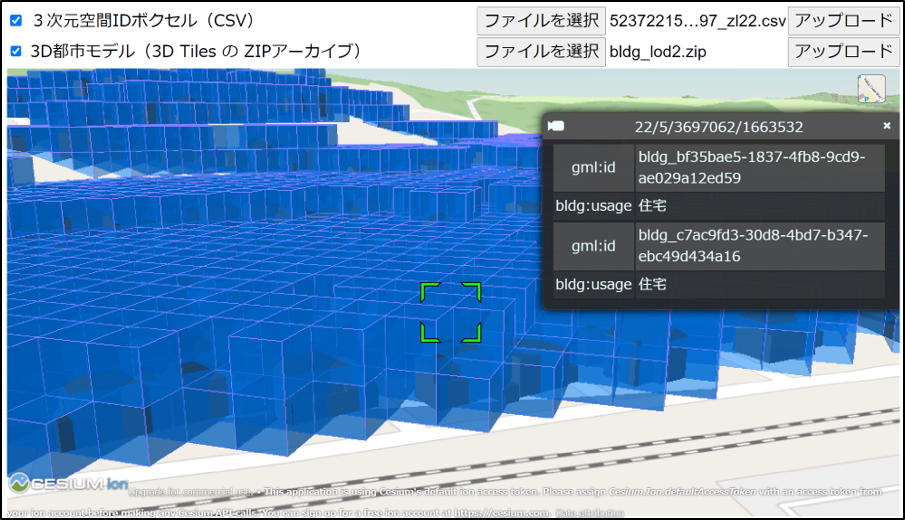 ３次元空間IDボクセル（CSV） ファイルを選択 52372215...97_zl22.csv アップロード
3D都市モデル（3D Tiles の ZIPアーカイブ） ファイルを選択 bldg_lod2.zip アップロード
22/5/3697062/1663532 ×
gml:id bldg_bf35bae5-1837-4fb8-9cd9-
ae029a12ed59
bldg:usage 住宅
gml:id bldg_c7ac9fd3-30d8-4bd7-b347-
ebc49d434a16
bldg:usage 住宅
CESIUM ion Upgrade for commercial use. • This application is using Cesium's default ion access token. Please assign Cesium.Ion.defaultAccessToken with an access token from
your ion account before making any Cesium API calls. You can sign up for a free ion account at https://cesium.com. Data attribution